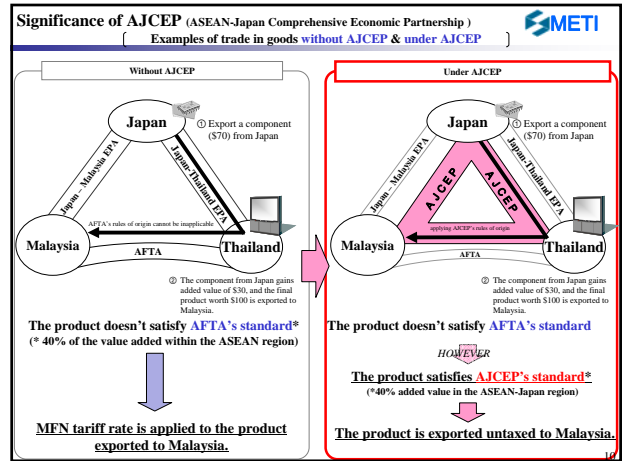 Significance of AJCEP (ASEAN-Japan Comprehensive Economic Partnership )
METI
Examples of trade in goods without AJCEP & under AJCEP
Without AJCEP
Japan
① Export a component
($70) from Japan
Japan – Malaysia EPA
Japan-Thailand EPA
AFTA's rules of origin cannot be inapplicable
Malaysia
AFTA
Thailand
② The component from Japan gains
added value of $30, and the final
product worth $100 is exported to
Malaysia.
The product doesn't satisfy AFTA's standard*
(* 40% of the value added within the ASEAN region)
MFN tariff rate is applied to the product
exported to Malaysia.
Under AJCEP
Japan
① Export a component
($70) from Japan
Japan – Malaysia EPA
Japan-Thailand EPA
AJCEP
AJCEP
applying AJCEP's rules of origin
Malaysia
AFTA
Thailand
② The component from Japan gains
added value of $30, and the final
product worth $100 is exported to
Malaysia.
The product doesn't satisfy AFTA's standard
HOWEVER
The product satisfies AJCEP's standard*
(*40% added value in the ASEAN-Japan region)
The product is exported untaxed to Malaysia.
10